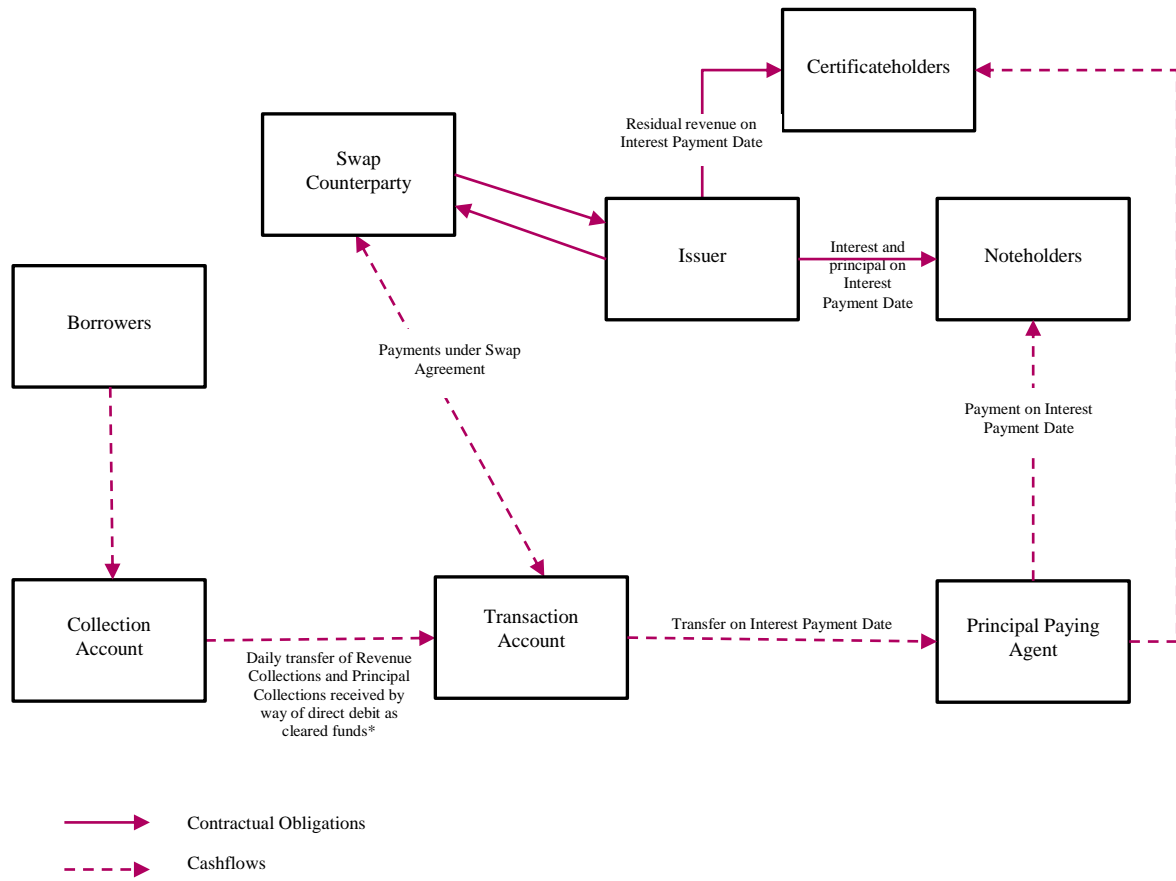 Certificateholders
Residual revenue on
Interest Payment Date
Swap
Counterparty
Issuer
Interest and
principal on
Interest
Payment Date
Noteholders
Borrowers
Payments under Swap
Agreement
Payment on Interest
Payment Date
Collection
Account
Daily transfer of Revenue
Collections and Principal
Collections received by
way of direct debit as
cleared funds*
Transaction
Account
Transfer on Interest Payment Date
Principal Paying
Agent
Contractual Obligations
Cashflows